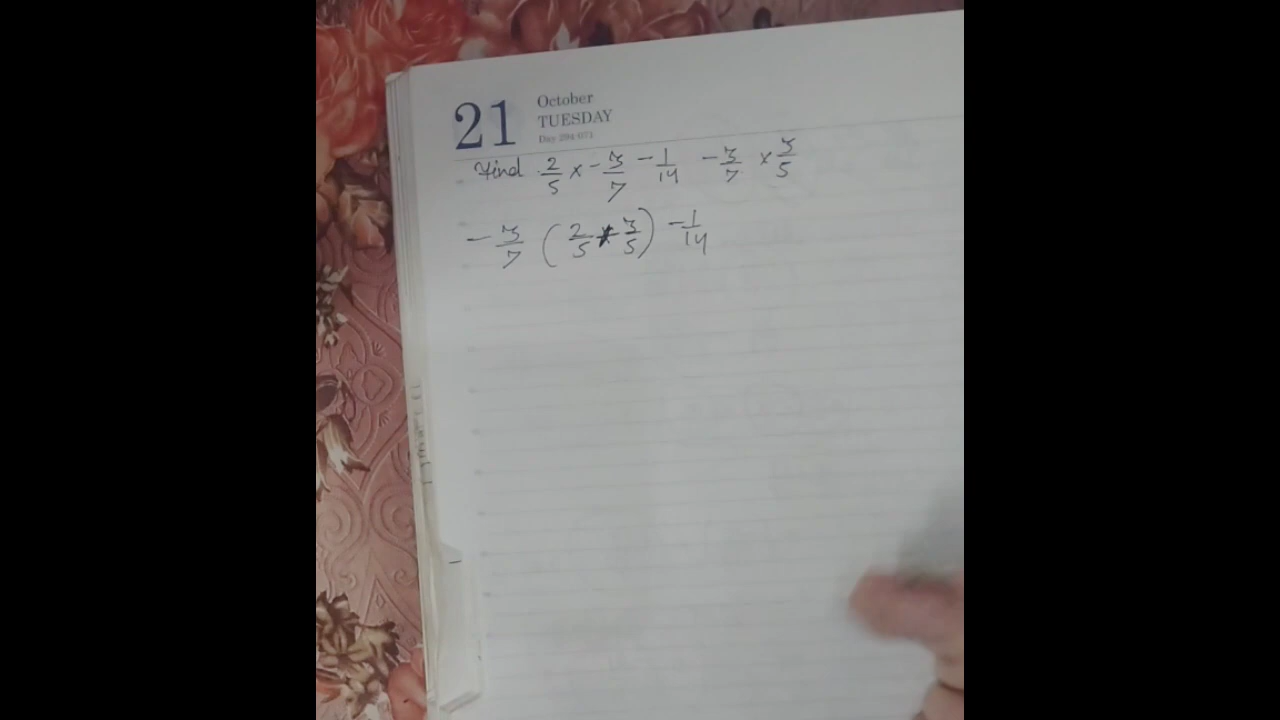 21 October
TUESDAY
Find 2/5 × - 3/7 - 1/14 - 3/7 × 3/5
- 3/7 (2/5 + 3/5) - 1/14